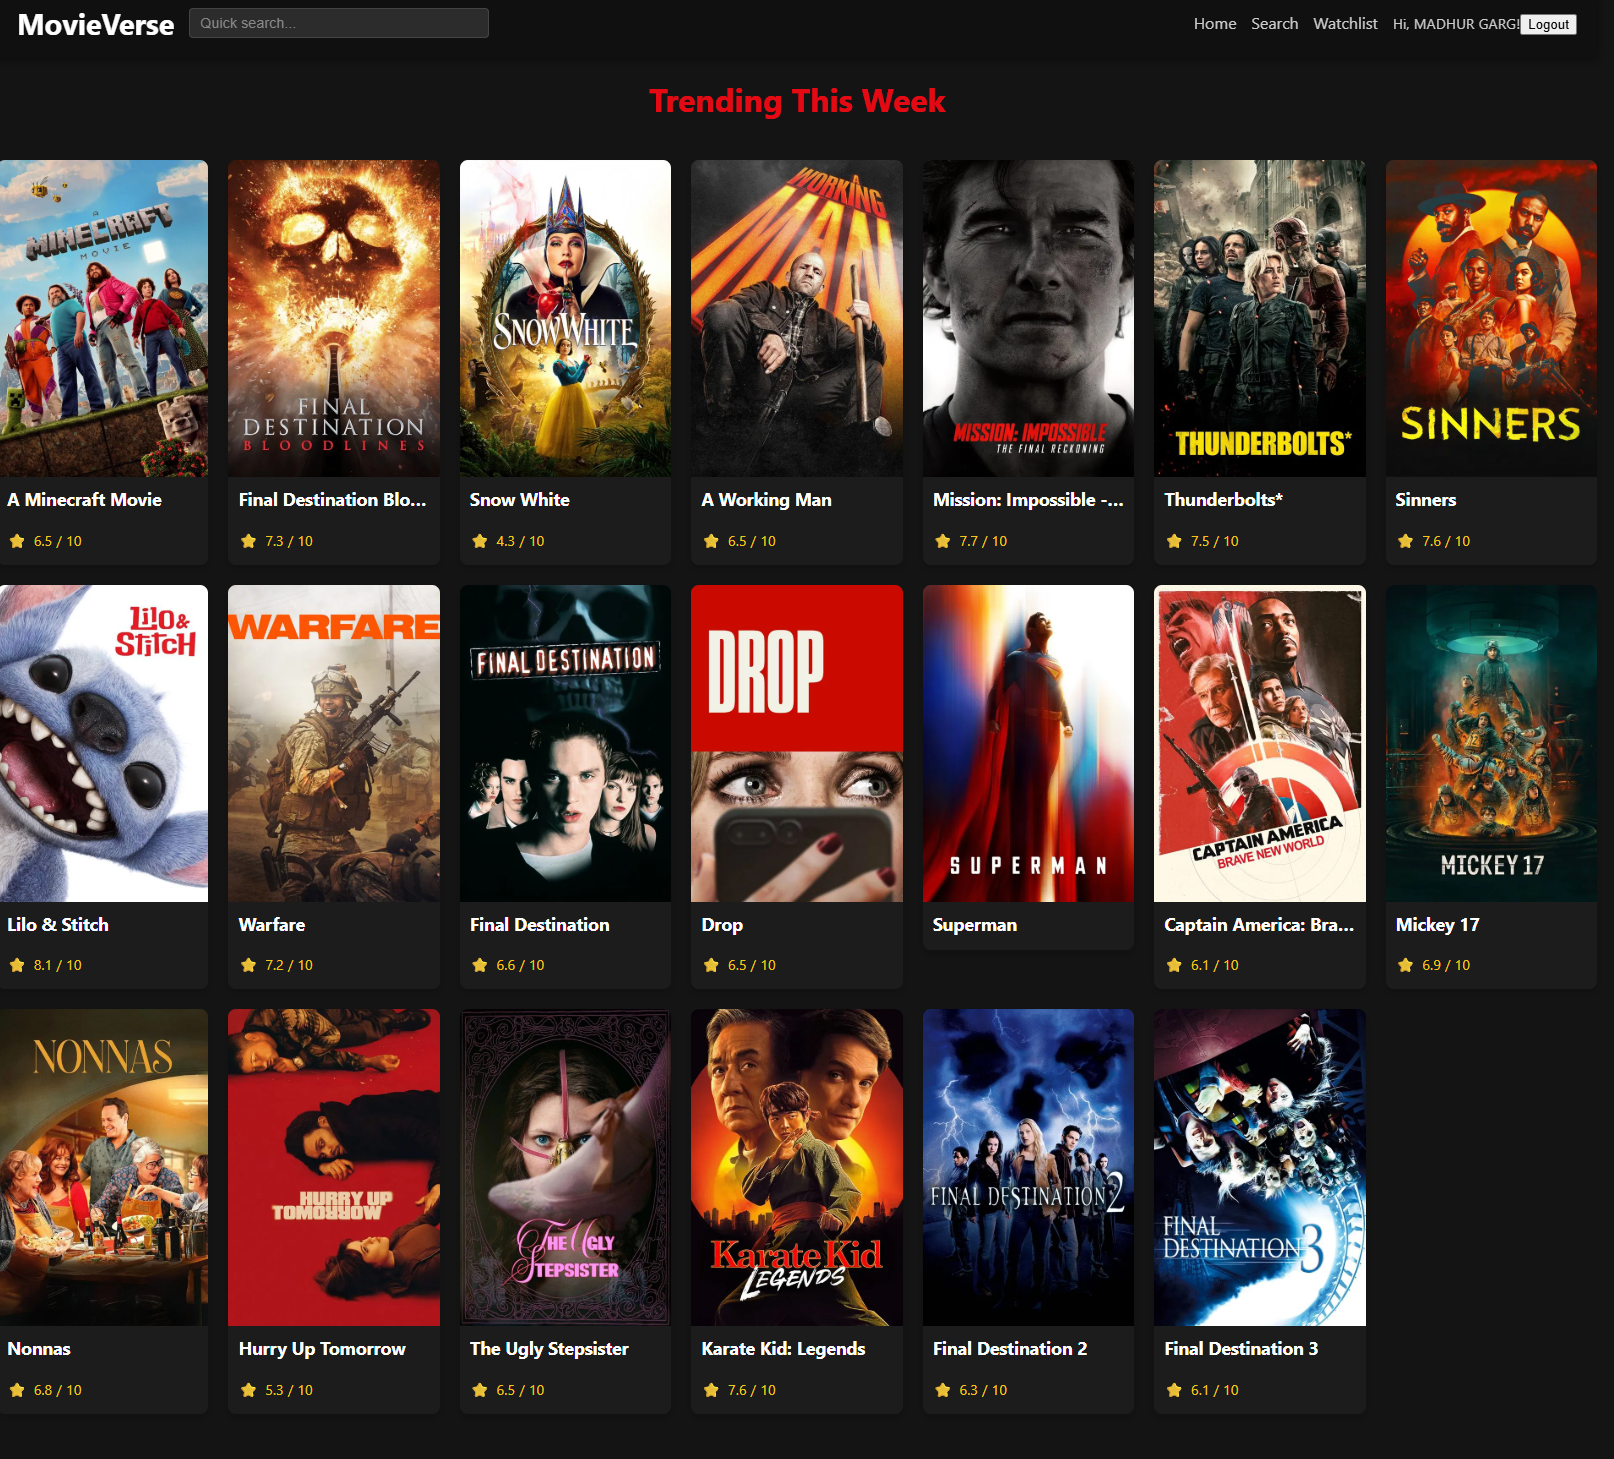 MovieVerse
Quick search...
Home
Search
Watchlist
Hi, MADHUR GARG!
Logout
Trending This Week
A
MINECRAFT
MOVIE
FINAL
DESTINATION
BLOODLINES
SNOW WHITE
A
WORKING
MAN
MISSION: IMPOSSIBLE
THE FINAL RECKONING
THUNDERBOLTS*
SINNERS
A Minecraft Movie
Final Destination Blo...
Snow White
A Working Man
Mission: Impossible -...
Thunderbolts*
Sinners
6.5 / 10
7.3 / 10
4.3 / 10
6.5 / 10
7.7 / 10
7.5 / 10
7.6 / 10
Lilo &
Stitch
WARFARE
FINAL DESTINATION
DROP
SUPERMAN
CAPTAIN AMERICA
BRAVE NEW WORLD
MICKEY 17
Lilo & Stitch
Warfare
Final Destination
Drop
Superman
Captain America: Bra...
Mickey 17
8.1 / 10
7.2 / 10
6.6 / 10
6.5 / 10
6.1 / 10
6.9 / 10
NONNAS
HURRY UP
TOMORROW
THE UGLY
STEPSISTER
Karate Kid
LEGENDS
FINAL DESTINATION 2
FINAL
DESTINATION 3
Nonnas
Hurry Up Tomorrow
The Ugly Stepsister
Karate Kid: Legends
Final Destination 2
Final Destination 3
6.8 / 10
5.3 / 10
6.5 / 10
7.6 / 10
6.3 / 10
6.1 / 10